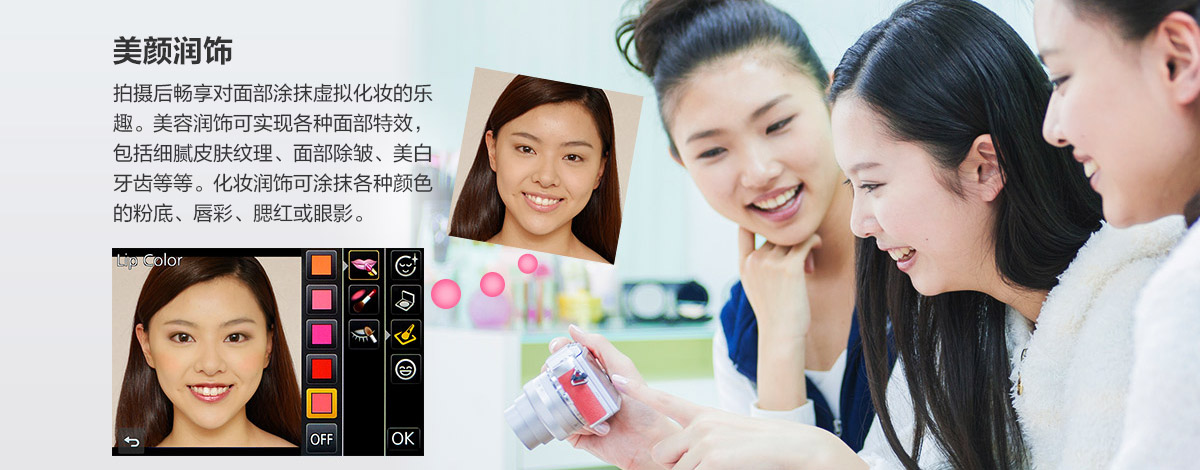 美颜润饰
拍摄后畅享对面部涂抹虚拟化妆的乐
趣。美容润饰可实现各种面部特效，
包括细腻皮肤纹理、面部除皱、美白
牙齿等等。化妆润饰可涂抹各种颜色
的粉底、唇彩、腮红或眼影。
Lip Color
OFF
OK